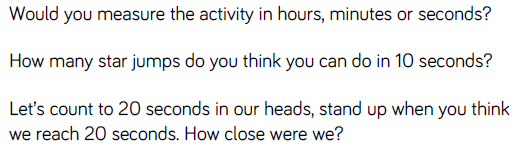 Would you measure the activity in hours, minutes or seconds?
How many star jumps do you think you can do in 10 seconds?
Let's count to 20 seconds in our heads, stand up when you think
we reach 20 seconds. How close were we?